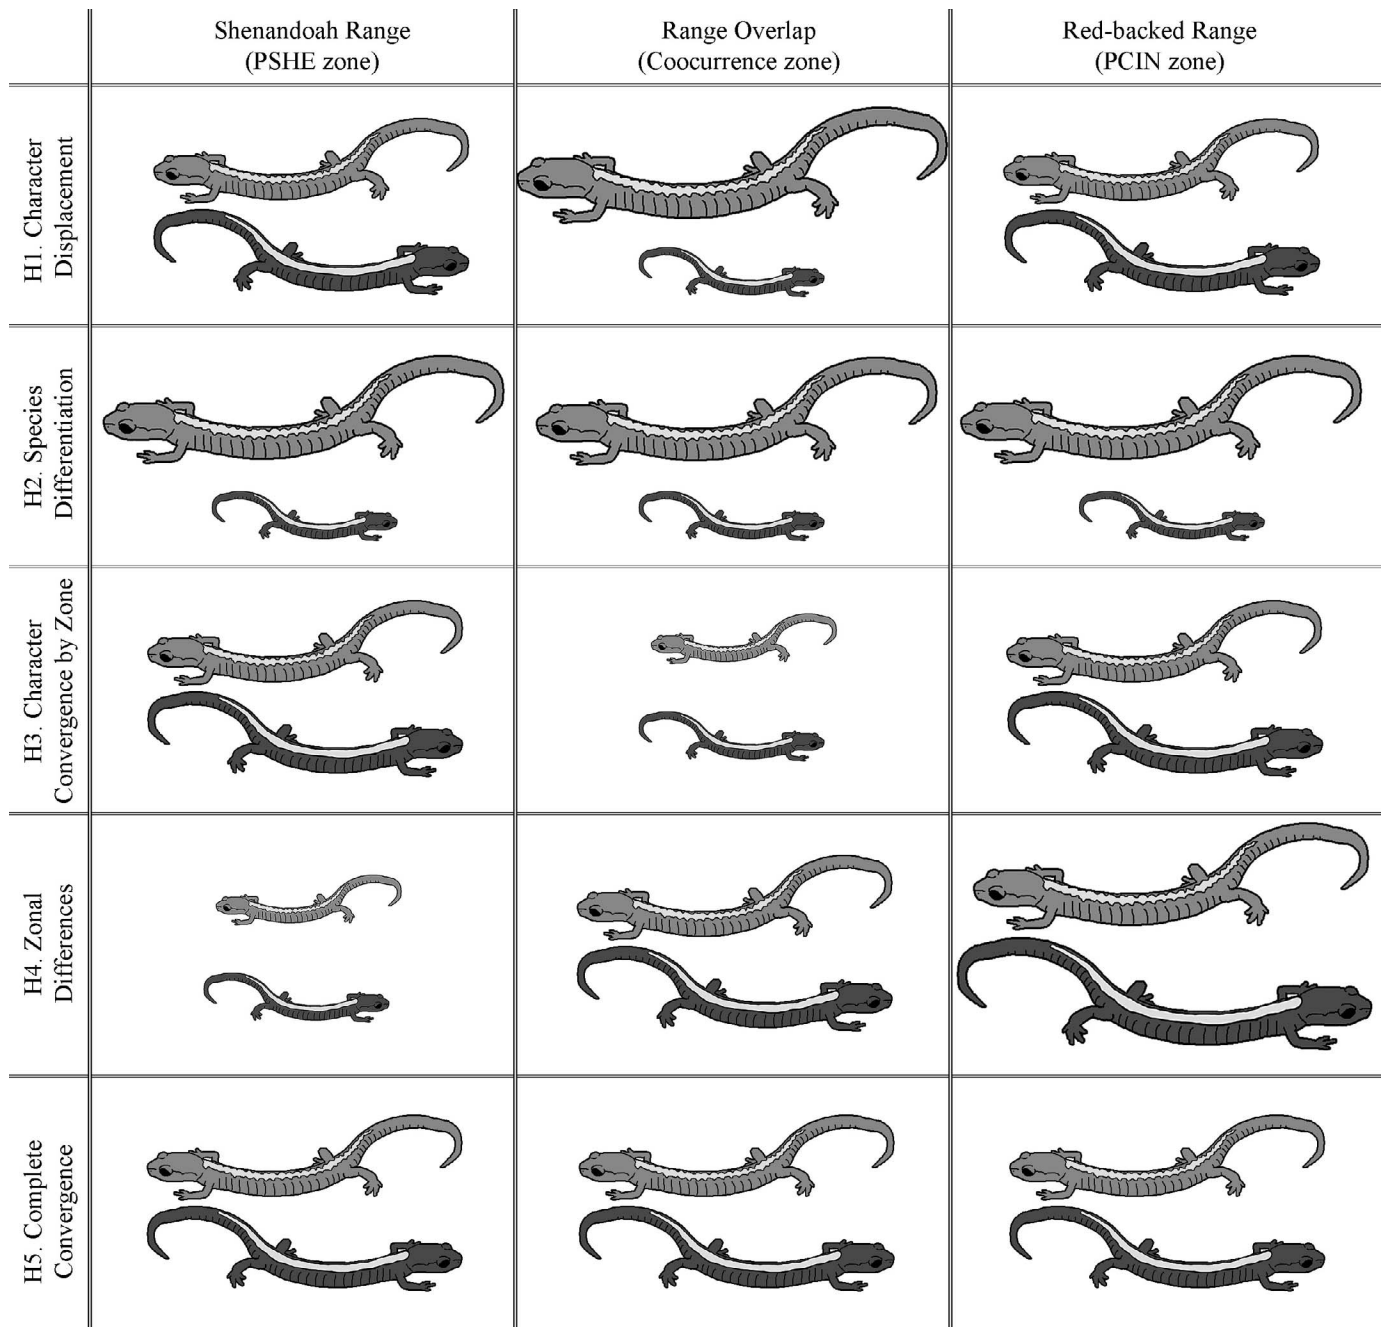 Shenandoah Range
(PSHE zone)
Range Overlap
(Coocurrence zone)
Red-backed Range
(PCIN zone)
H1. Character
Displacement
H2. Species
Differentiation
H3. Character
Convergence by Zone
H4. Zonal
Differences
H5. Complete
Convergence